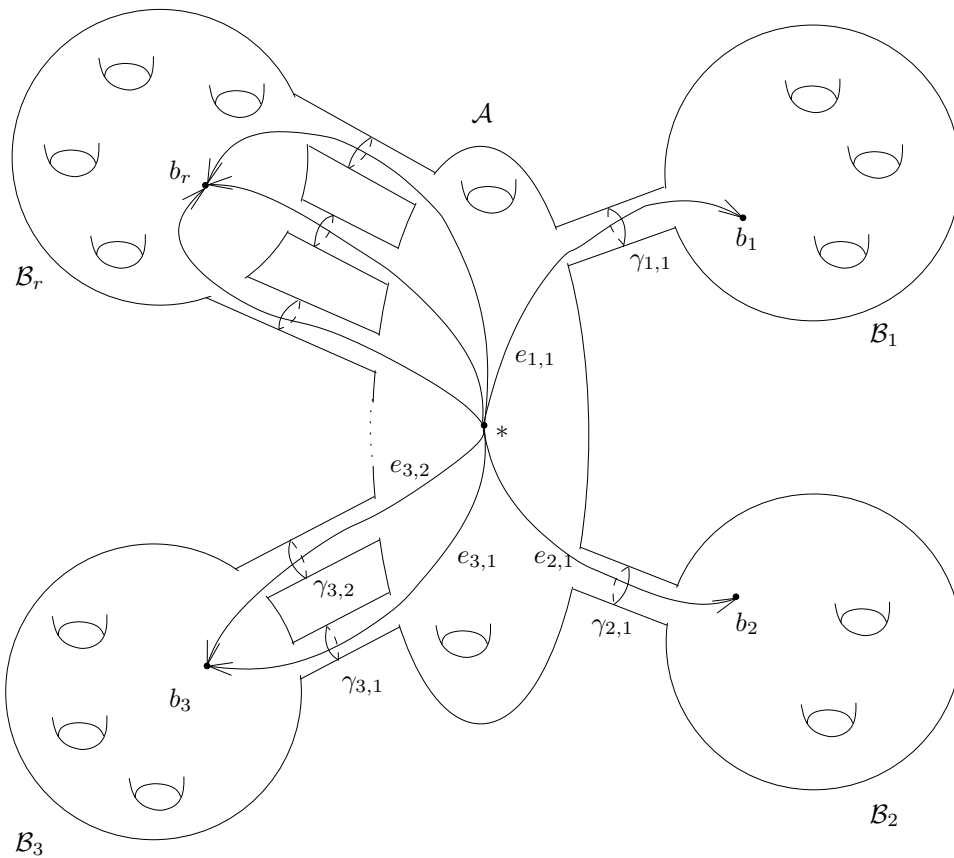 𝒜
b_r
b_1
γ_{1,1}
ℬ_r
ℬ_1
e_{1,1}
*
e_{3,2}
e_{3,1}
e_{2,1}
γ_{3,2}
γ_{2,1}
b_2
γ_{3,1}
b_3
ℬ_2
ℬ_3